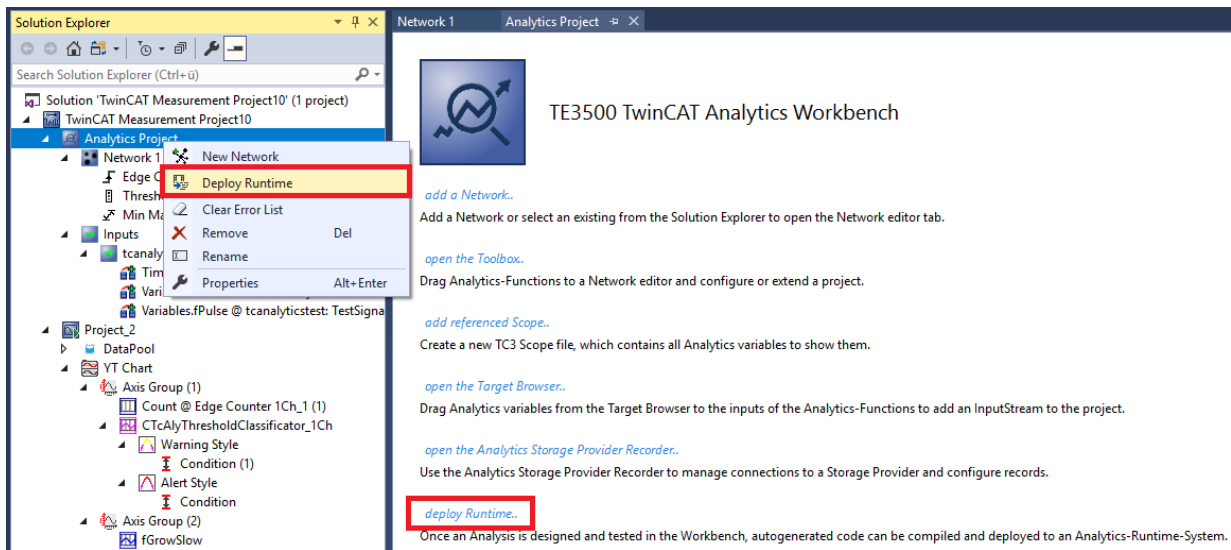 Solution Explorer
Search Solution Explorer (Ctrl+ü)
Solution 'TwinCAT Measurement Project10' (1 project)
TwinCAT Measurement Project10
Analytics Project
Network 1
Edge C
Thresh
Min Ma
Inputs
tcanaly
Tim
Vari
Variables.fPulse @ tcanalyticstest: TestSigna
Project_2
DataPool
YT Chart
Axis Group (1)
Count @ Edge Counter 1Ch_1 (1)
CTcAlyThresholdClassificator_1Ch
Warning Style
Condition (1)
Alert Style
Condition
Axis Group (2)
fGrowSlow
New Network
Deploy Runtime
Clear Error List
Remove Del
Rename
Properties Alt+Enter
Network 1 Analytics Project
TE3500 TwinCAT Analytics Workbench
add a Network..
Add a Network or select an existing from the Solution Explorer to open the Network editor tab.
open the Toolbox..
Drag Analytics-Functions to a Network editor and configure or extend a project.
add referenced Scope..
Create a new TC3 Scope file, which contains all Analytics variables to show them.
open the Target Browser..
Drag Analytics variables from the Target Browser to the inputs of the Analytics-Functions to add an InputStream to the project.
open the Analytics Storage Provider Recorder..
Use the Analytics Storage Provider Recorder to manage connections to a Storage Provider and configure records.
deploy Runtime..
Once an Analysis is designed and tested in the Workbench, autogenerated code can be compiled and deployed to an Analytics-Runtime-System.